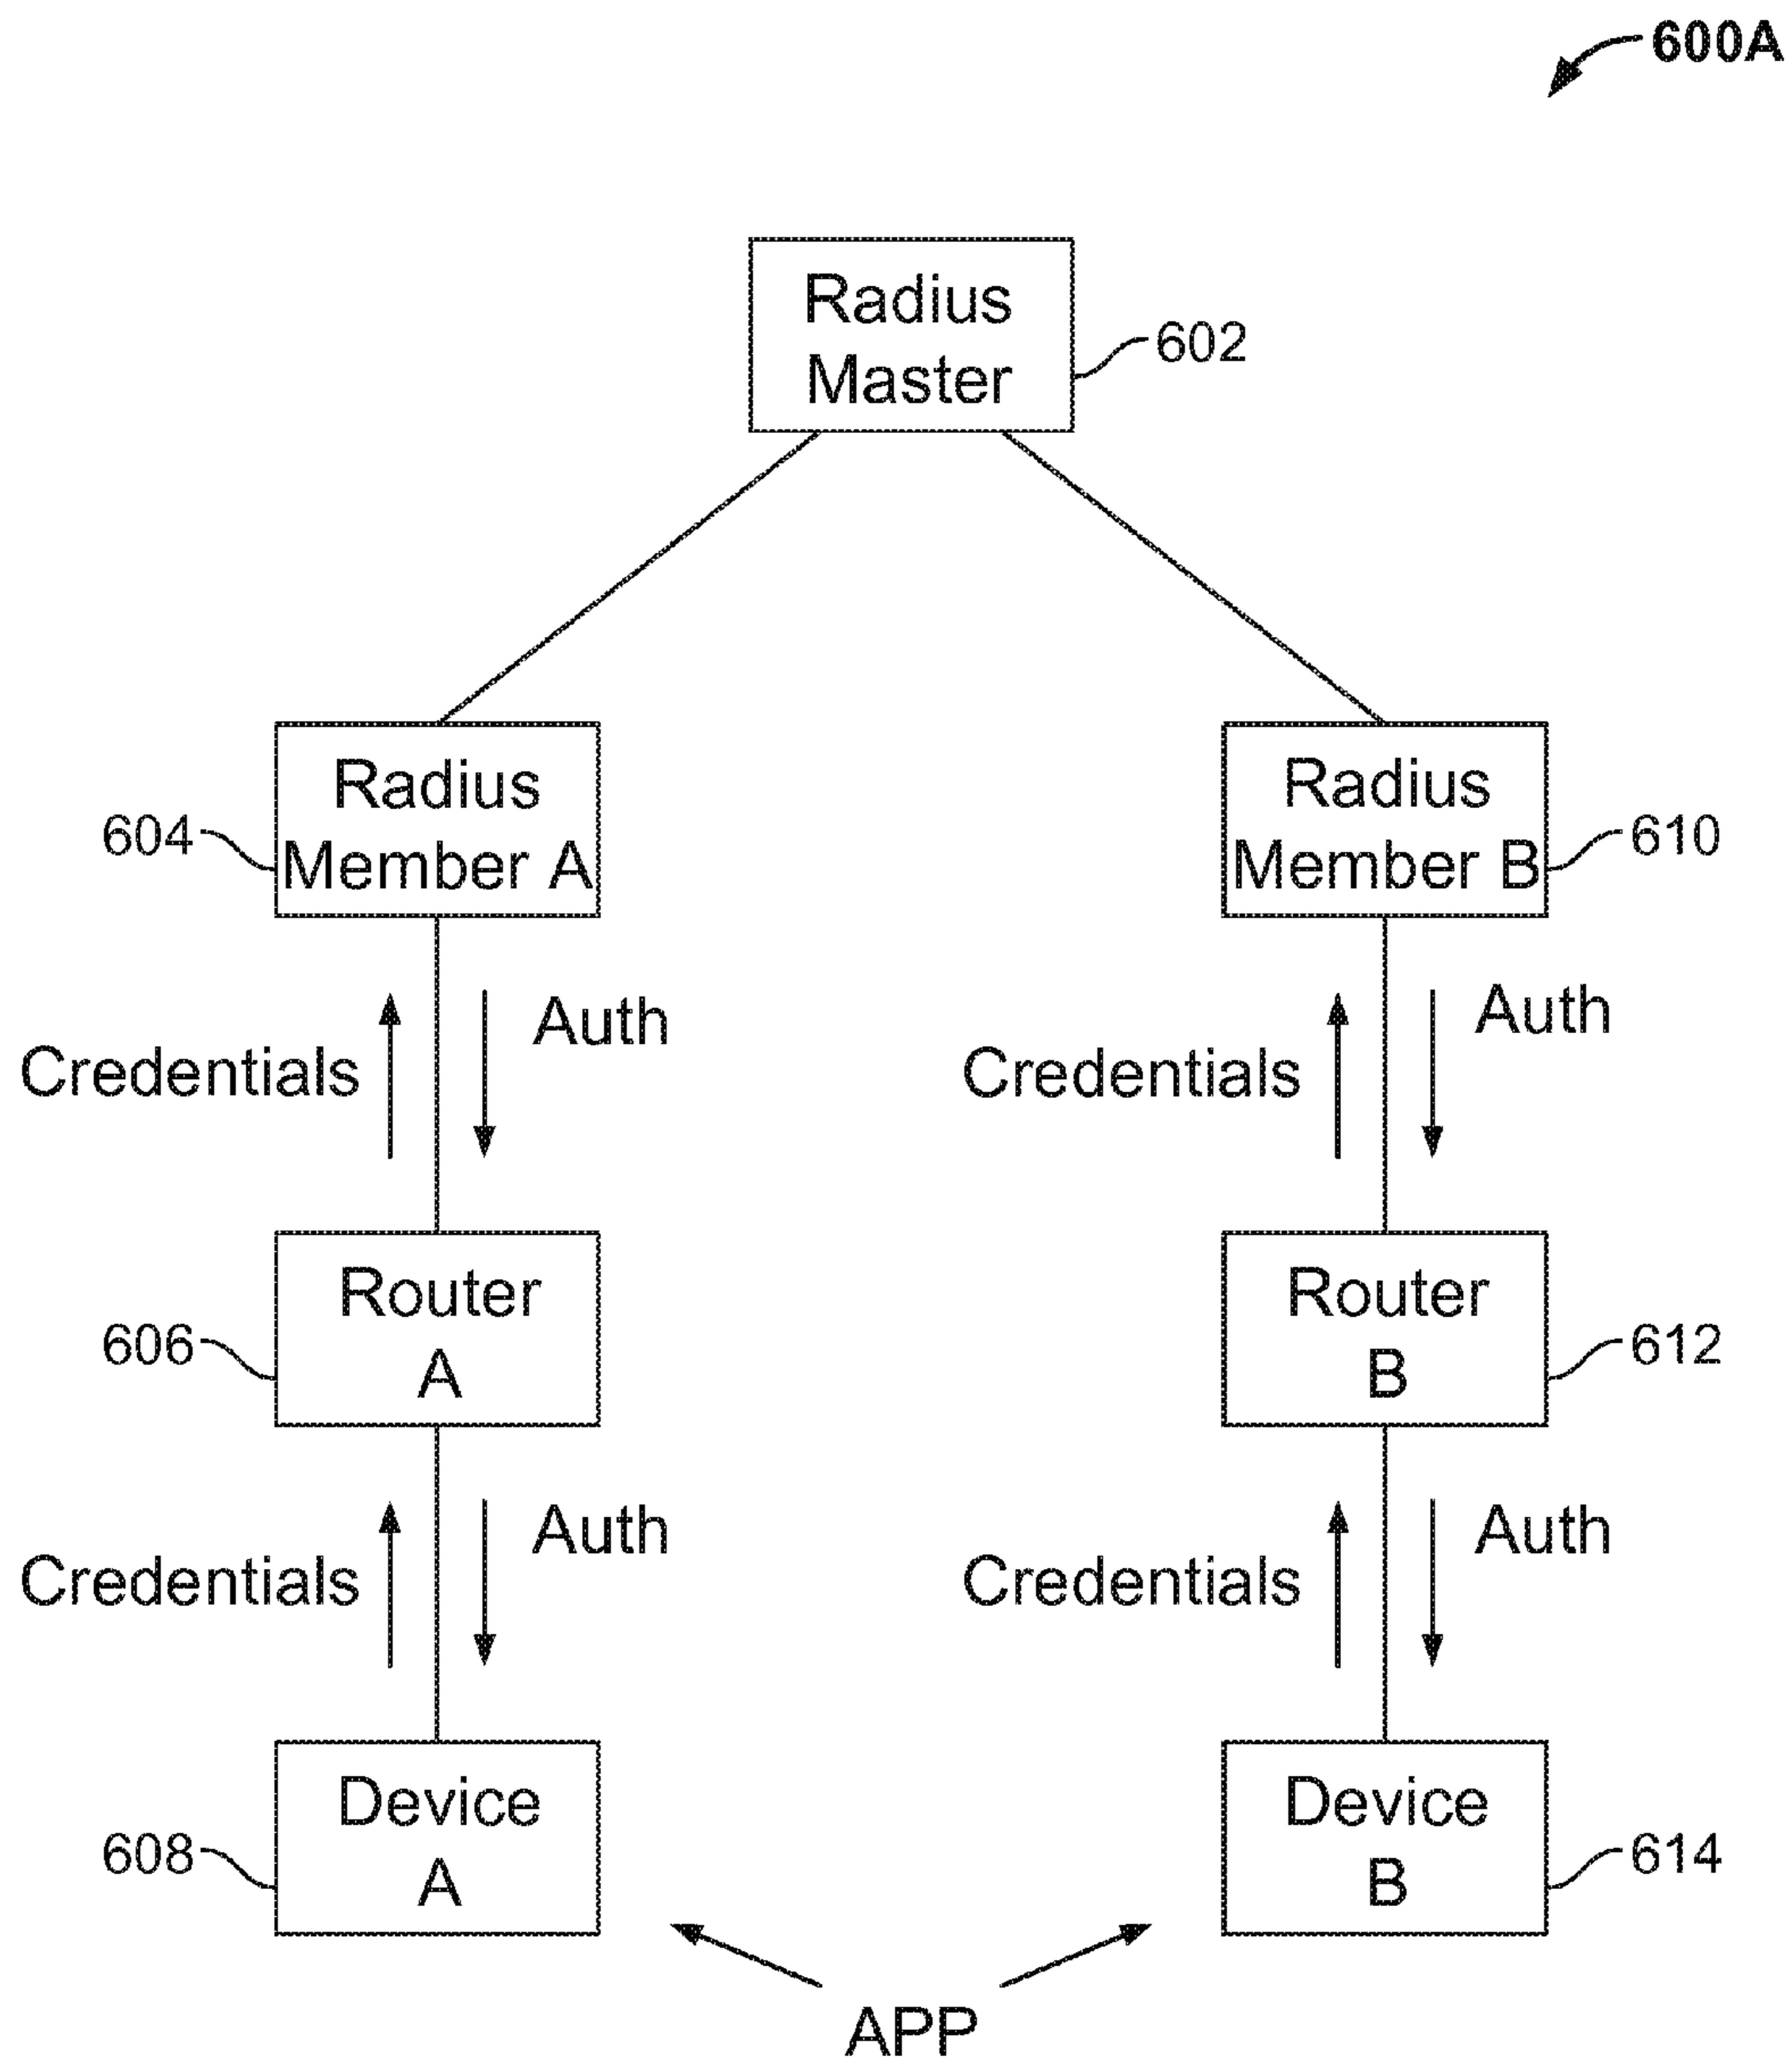 600A
Radius
Master
602
Radius
Member A
604
Radius
Member B
610
Credentials
Auth
Credentials
Auth
Router
A
606
Router
B
612
Credentials
Auth
Credentials
Auth
Device
A
608
Device
B
614
APP